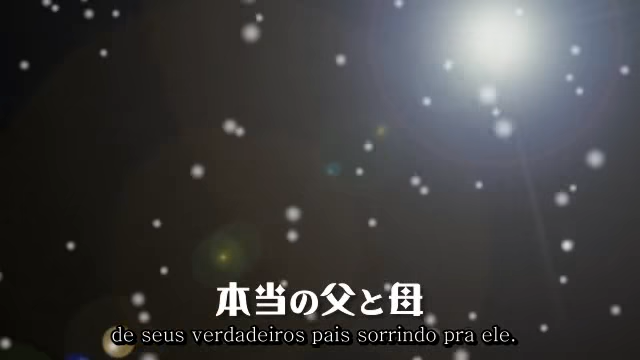 本当の父と母
de seus verdadeiros pais sorrindo pra ele.